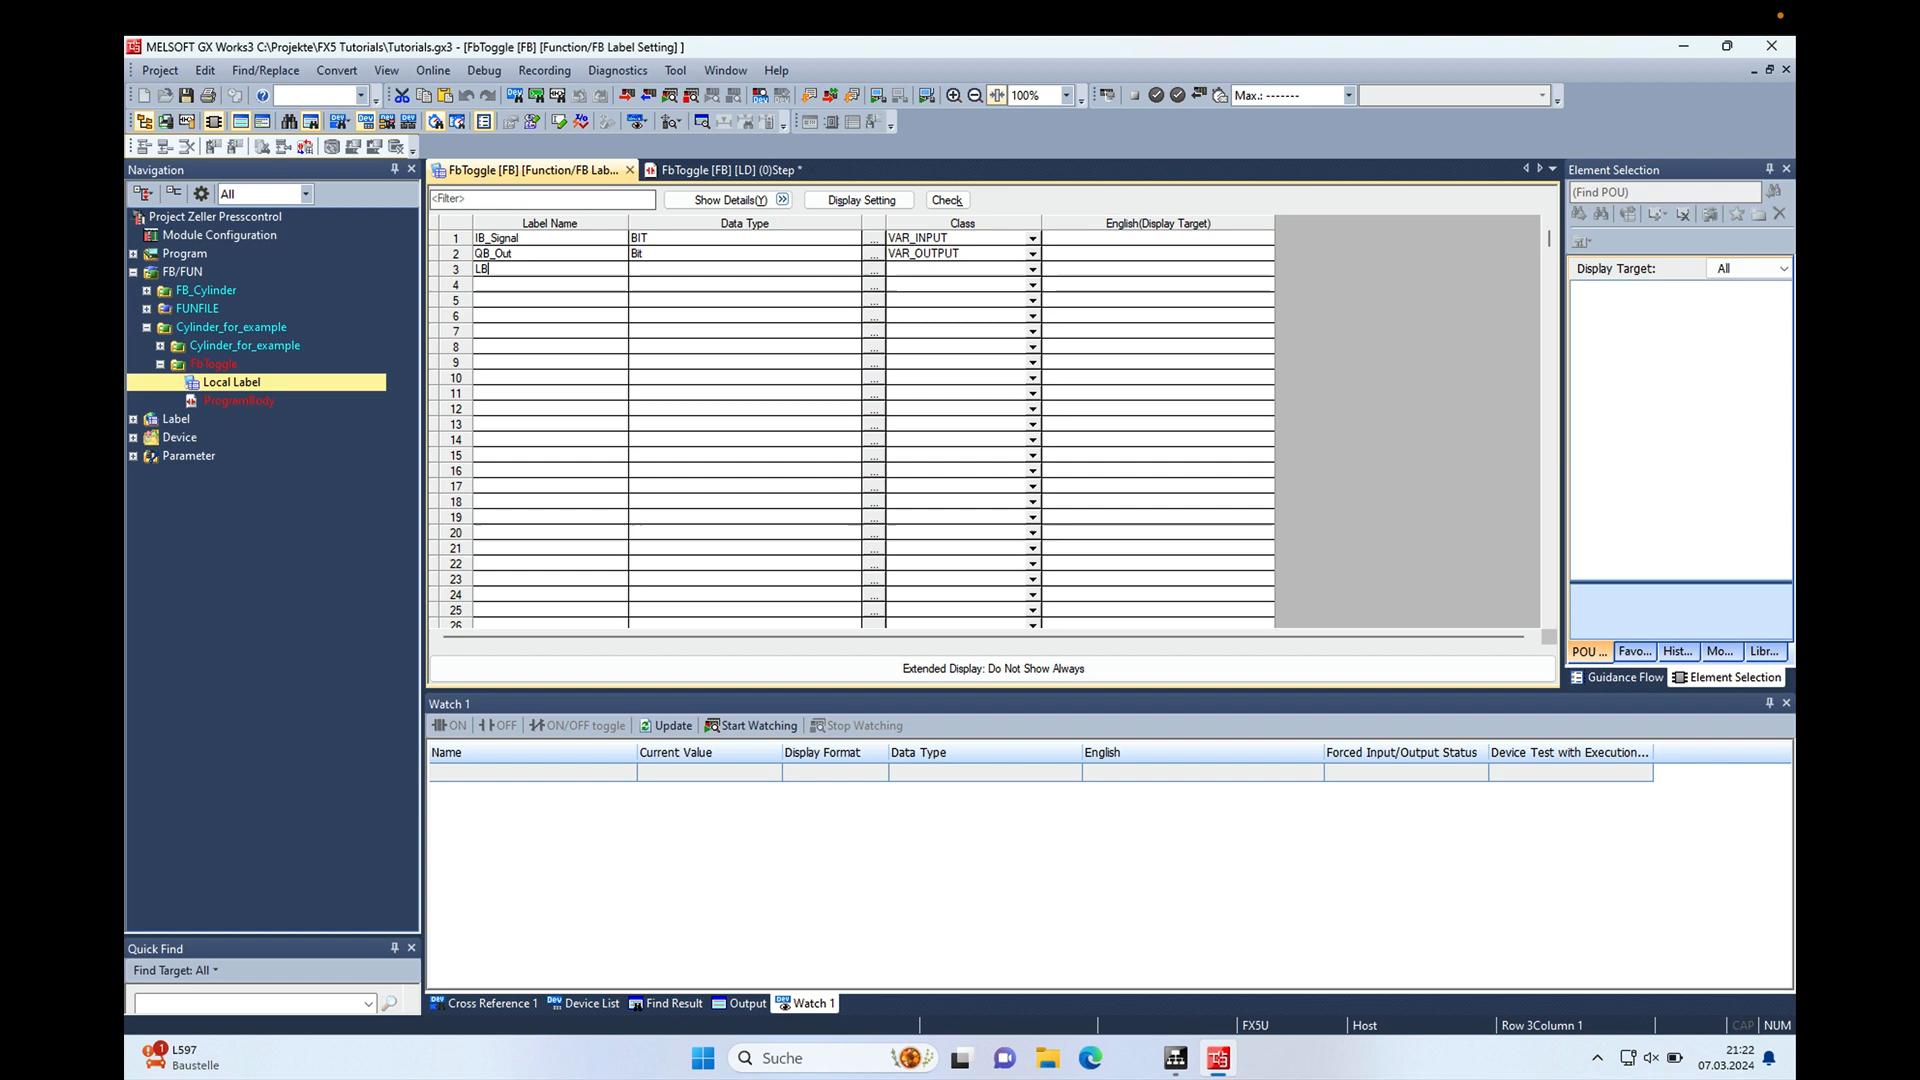 MELSOFT GX Works3 C:\Projekte\FX5 Tutorials\Tutorials.gx3 - [FbToggle [FB] [Function/FB Label Setting] ]
Project Edit Find/Replace Convert View Online Debug Recording Diagnostics Tool Window Help
100% Max.: -------
Navigation
All
Project Zeller Presscontrol
Module Configuration
Program
FB/FUN
FB_Cylinder
FUNFILE
Cylinder_for_example
Cylinder_for_example
FbToggle
Local Label
ProgramBody
Label
Device
Parameter
Quick Find
Find Target: All
FbToggle [FB] [Function/FB Lab... FbToggle [FB] [LD] (0)Step *
<Filter> Show Details(Y) Display Setting Check
Label Name Data Type Class English(Display Target)
1 IB_Signal BIT ... VAR_INPUT
2 QB_Out Bit ... VAR_OUTPUT
3 LB ...
4 ...
5 ...
6 ...
7 ...
8 ...
9 ...
10 ...
11 ...
12 ...
13 ...
14 ...
15 ...
16 ...
17 ...
18 ...
19 ...
20 ...
21 ...
22 ...
23 ...
24 ...
25 ...
26
Extended Display: Do Not Show Always
Element Selection
(Find POU)
Display Target: All
POU ... Favo... Hist... Mo... Libr...
Guidance Flow Element Selection
Watch 1
ON OFF ON/OFF toggle Update Start Watching Stop Watching
Name Current Value Display Format Data Type English Forced Input/Output Status Device Test with Execution...
Cross Reference 1 Device List Find Result Output Watch 1
FX5U Host Row 3Column 1 CAP NUM
1
L597
Baustelle
Suche
21:22
07.03.2024